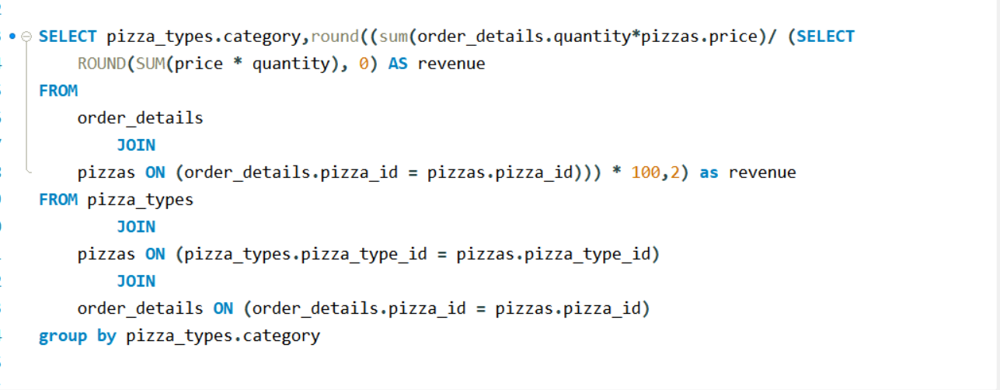 SELECT pizza_types.category,round((sum(order_details.quantity*pizzas.price)/ (SELECT
ROUND(SUM(price * quantity), 0) AS revenue
FROM
order_details
JOIN
pizzas ON (order_details.pizza_id = pizzas.pizza_id))) * 100,2) as revenue
FROM pizza_types
JOIN
pizzas ON (pizza_types.pizza_type_id = pizzas.pizza_type_id)
JOIN
order_details ON (order_details.pizza_id = pizzas.pizza_id)
group by pizza_types.category